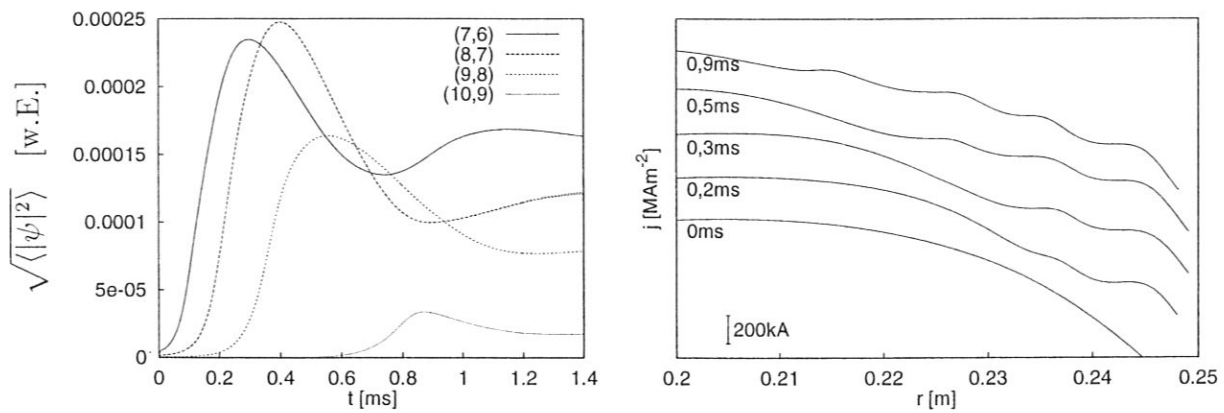 0.00025
0.0002
0.00015
0.0001
5e-05
0
√⟨|ψ|²⟩ [w.E.]
(7,6)
(8,7)
(9,8)
(10,9)
0 0.2 0.4 0.6 0.8 1 1.2 1.4
t [ms]
j [MAm-2]
0,9ms
0,5ms
0,3ms
0,2ms
0ms
200kA
0.2 0.21 0.22 0.23 0.24 0.25
r [m]